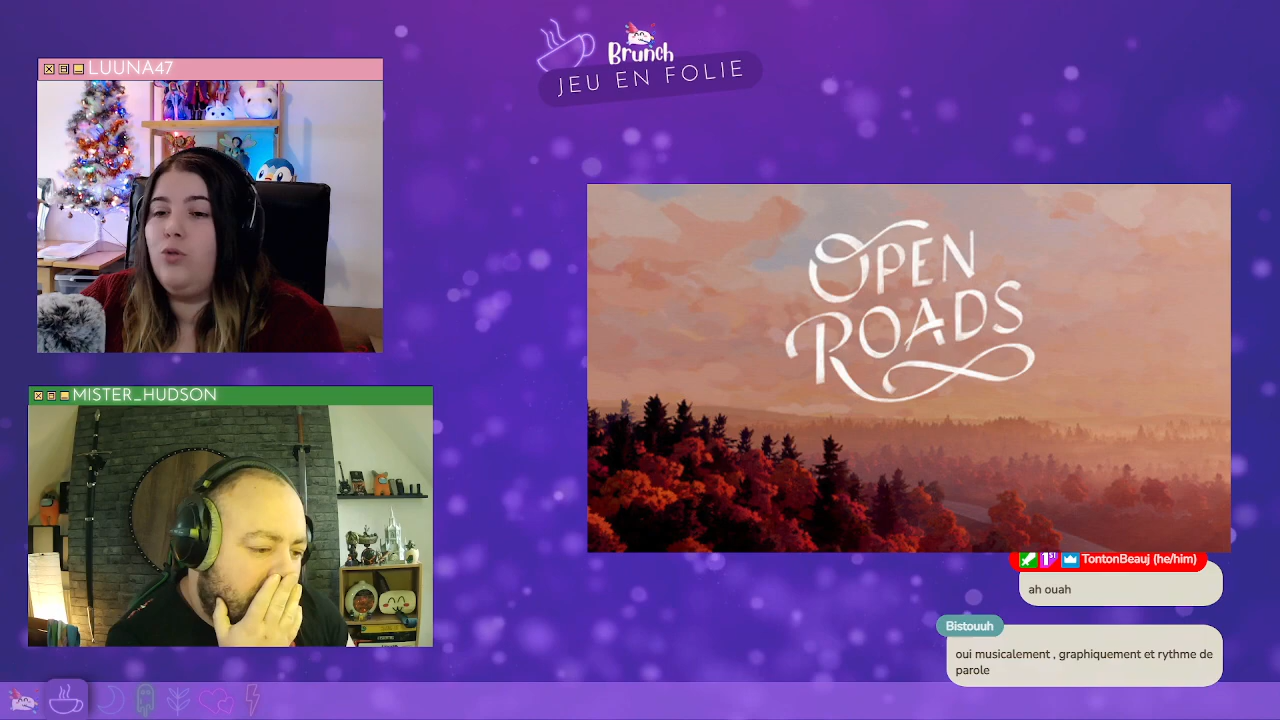 Brunch
JEU EN FOLIE
LUUNA47
OPEN
ROADS
MISTER_HUDSON
1ST TontonBeauj (he/him)
ah ouah
Bistouuh
oui musicalement , graphiquement et rythme de
parole